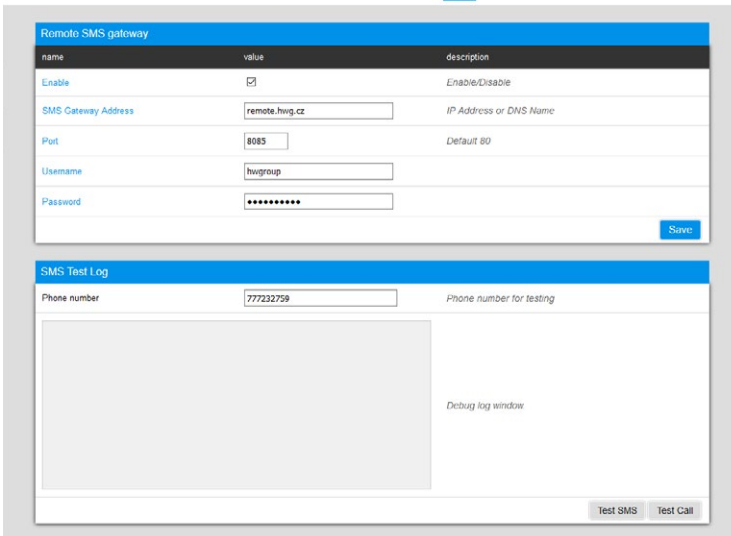 Remote SMS gateway
name value description
Enable Enable/Disable
SMS Gateway Address remote.hwg.cz IP Address or DNS Name
Port 8085 Default 80
Username hwgroup
Password ●●●●●●●●●●
Save
SMS Test Log
Phone number 777232759 Phone number for testing
Debug log window
Test SMS Test Call